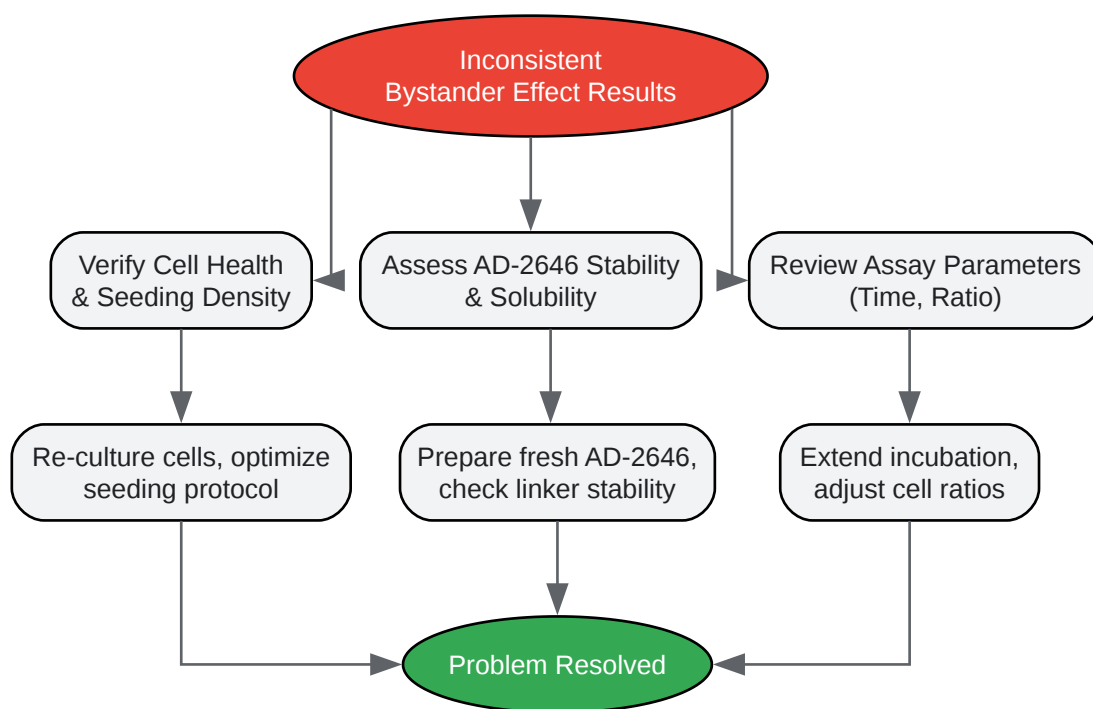 Inconsistent
Bystander Effect Results
Verify Cell Health
& Seeding Density
Assess AD-2646 Stability
& Solubility
Review Assay Parameters
(Time, Ratio)
Re-culture cells, optimize
seeding protocol
Prepare fresh AD-2646,
check linker stability
Extend incubation,
adjust cell ratios
Problem Resolved